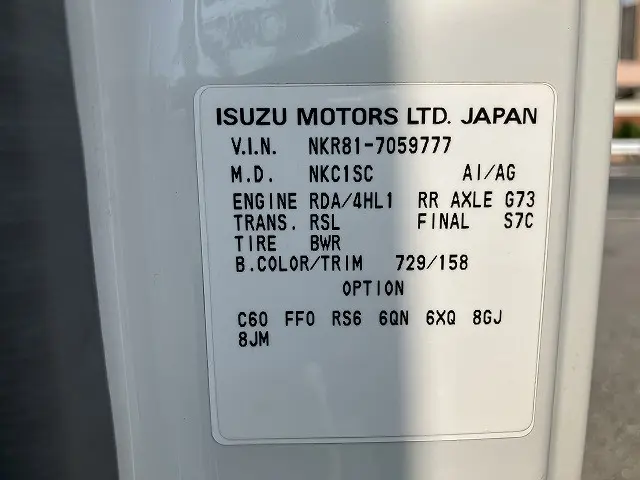 ISUZU MOTORS LTD. JAPAN
V.I.N. NKR81-7059777
M.D. NKC1SC AI/AG
ENGINE RDA/4HL1 RR AXLE G73
TRANS. RSL FINAL S7C
TIRE BWR
B.COLOR/TRIM 729/158
OPTION
C60 FF0 RS6 6QN 6XQ 8GJ
8JM